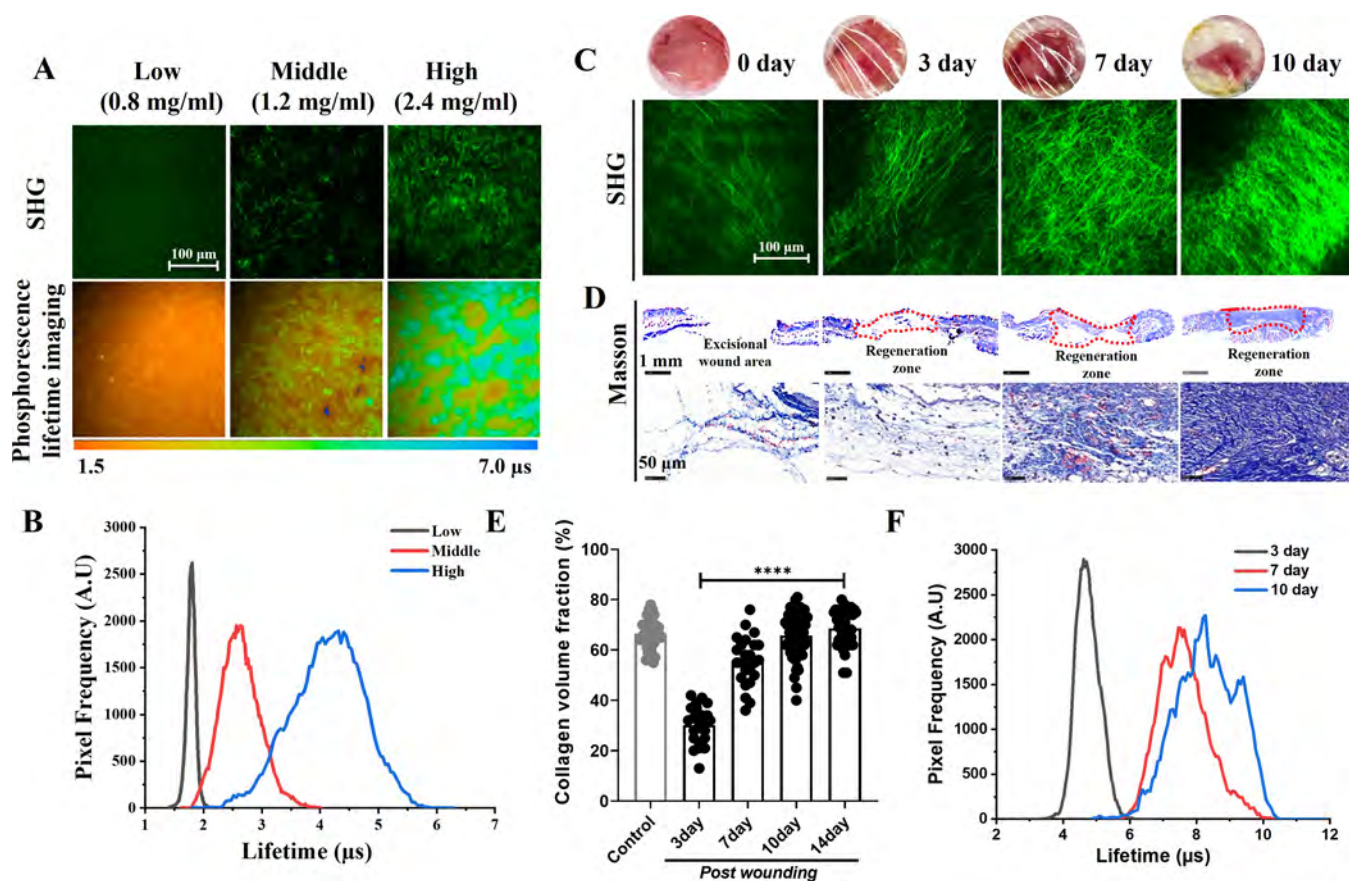 A
Low
(0.8 mg/ml)
Middle
(1.2 mg/ml)
High
(2.4 mg/ml)
SHG
100 µm
Phosphorescence
lifetime imaging
1.5
7.0 µs
B
Pixel Frequency (A.U)
3000
2500
2000
1500
1000
500
0
1 2 3 4 5 6 7
Lifetime (µs)
Low
Middle
High
C
0 day
3 day
7 day
10 day
SHG
100 µm
D
Masson
Excisional
wound area
1 mm
Regeneration
zone
Regeneration
zone
Regeneration
zone
50 µm
E
Collagen volume fraction (%)
100
80
60
40
20
0
****
Control
3day
7day
10day
14day
Post wounding
F
Pixel Frequency (A.U)
3000
2500
2000
1500
1000
500
0
2 4 6 8 10 12
Lifetime (µs)
3 day
7 day
10 day